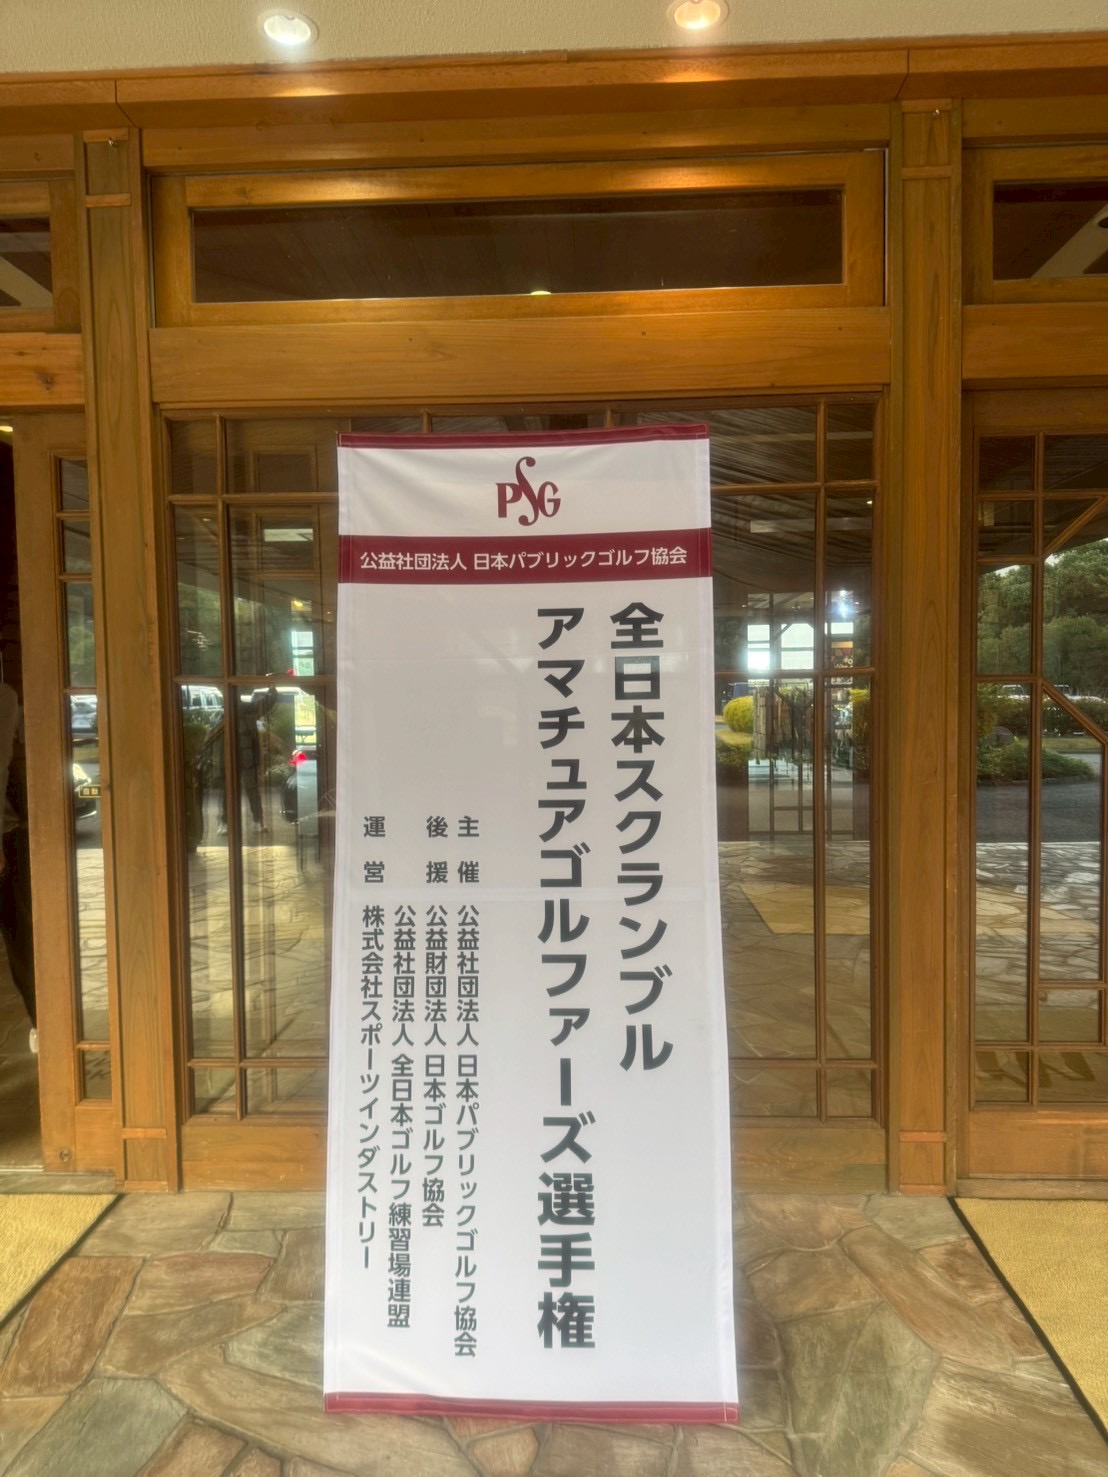 PSG
公益社団法人 日本パブリックゴルフ協会
全日本スクランブル
アマチュアゴルファーズ選手権
主催 公益社団法人 日本パブリックゴルフ協会
後援 公益財団法人 日本ゴルフ協会
公益社団法人 全日本ゴルフ練習場連盟
運営 株式会社スポーツインダストリー
自動